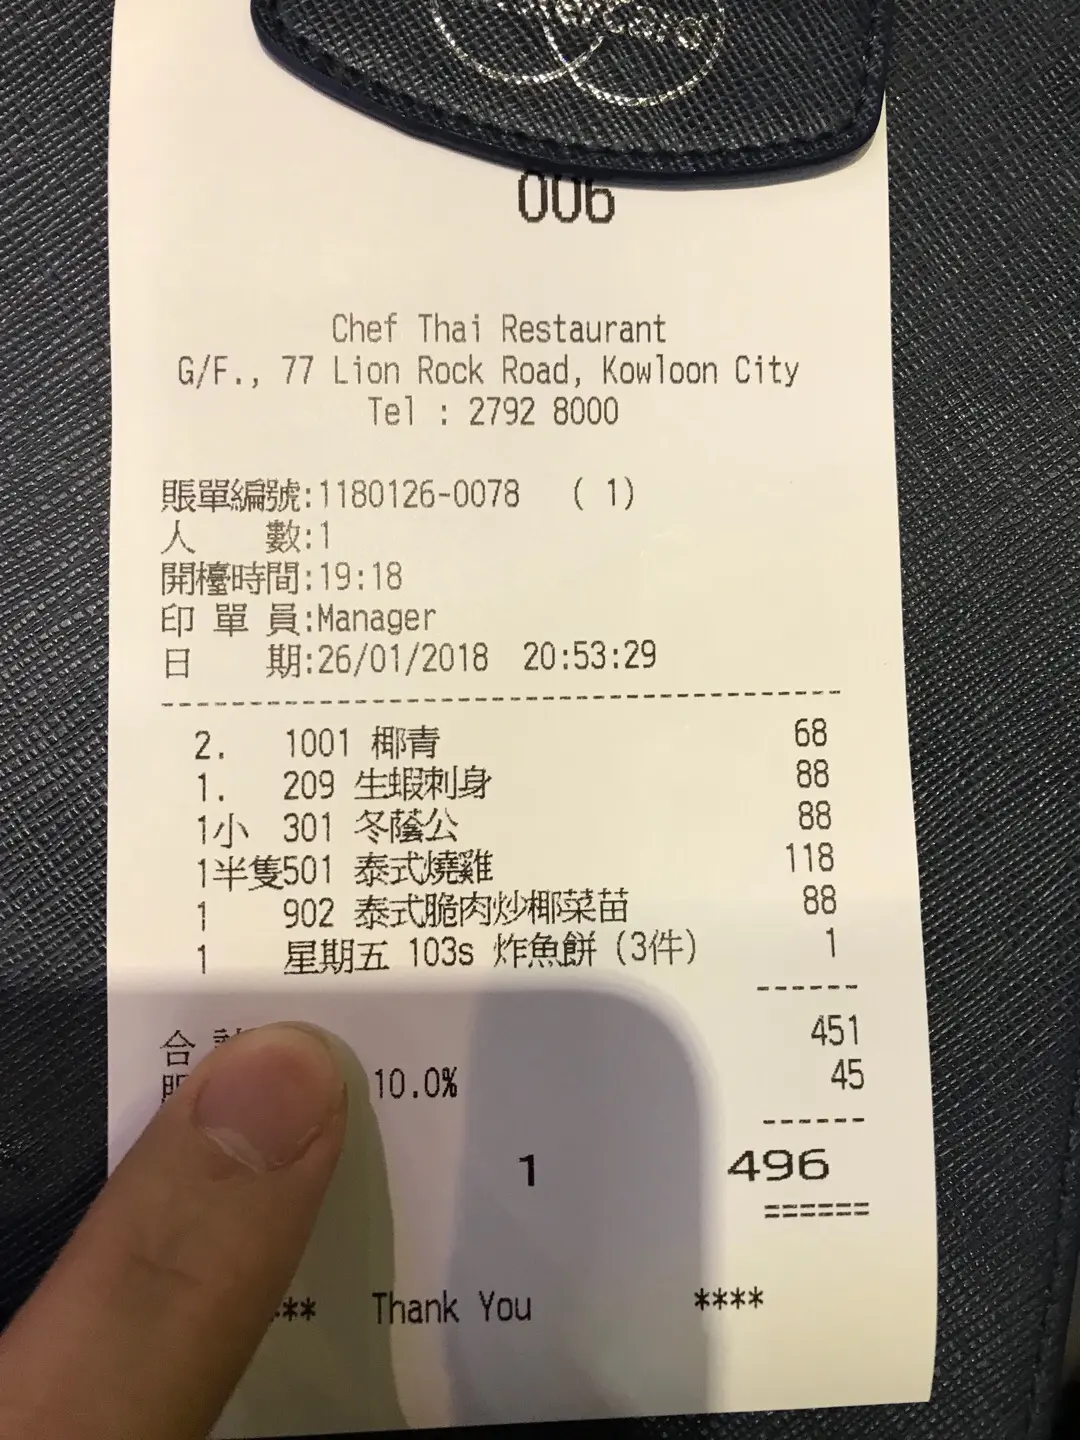 006
Chef Thai Restaurant
G/F., 77 Lion Rock Road, Kowloon City
Tel : 2792 8000
賬單編號:1180126-0078 ( 1)
人 數:1
開檯時間:19:18
印 單 員:Manager
日 期:26/01/2018 20:53:29
2. 1001 椰青 68
1. 209 生蝦刺身 88
1小 301 冬蔭公 88
1半隻501 泰式燒雞 118
1 902 泰式脆肉炒椰菜苗 88
1 星期五 103s 炸魚餅 (3件) 1
合 451
10.0% 45
1 496
** Thank You ****